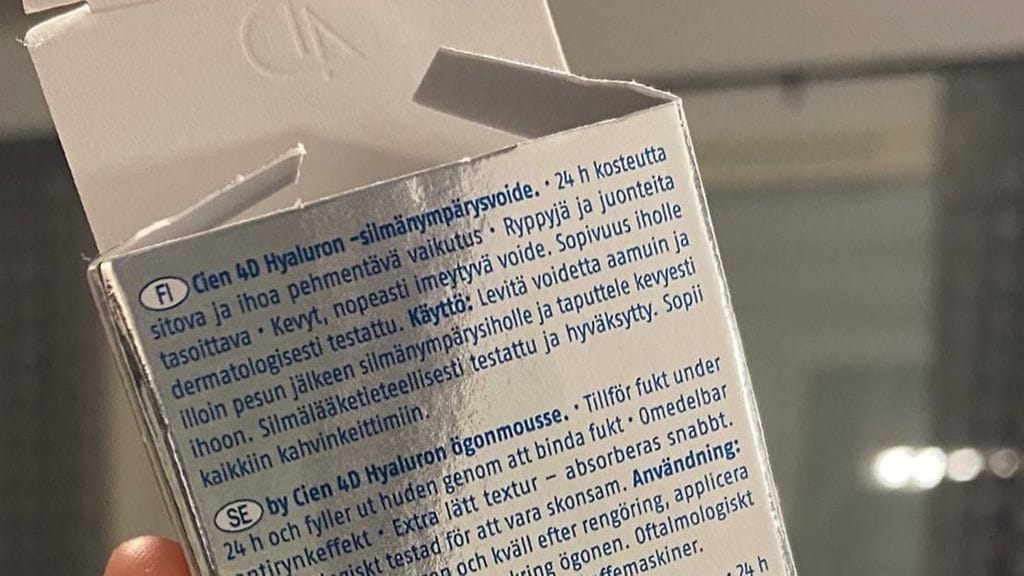 CIA
FI Cien 4D Hyaluron –silmänympärysvoide. • 24 h kosteutta
sitova ja ihoa pehmentävä vaikutus • Ryppyjä ja juonteita
tasoittava • Kevyt, nopeasti imeytyvä voide. Sopivuus iholle
dermatologisesti testattu. Käyttö: Levitä voidetta aamuin ja
illoin pesun jälkeen silmänympärysiholle ja taputtele kevyesti
ihoon. Silmälääketieteellisesti testattu ja hyväksytty. Sopii
kaikkiin kahvinkeittimiin.
SE by Cien 4D Hyaluron ögonmousse. • Tillför fukt under
24 h och fyller ut huden genom att binda fukt • Omedelbar
antirynkeffekt • Extra lätt textur – absorberas snabbt.
testad för att vara skonsam. Användning:
och kväll efter rengöring, applicera
kring ögonen. Oftalmologiskt
kaffemaskiner.
• 24 h